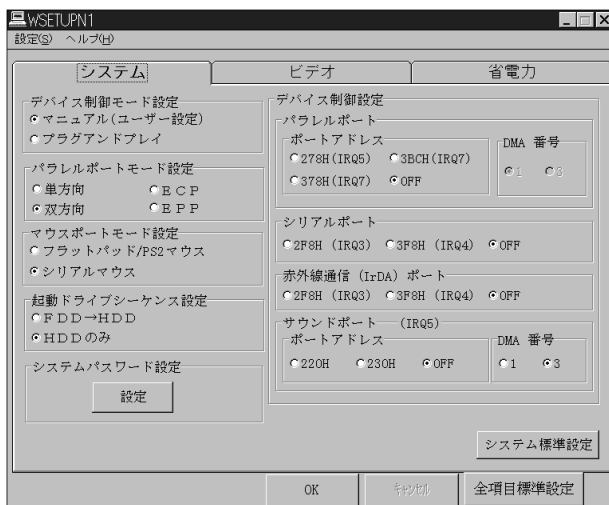 WSETUPN1
設定(S) ヘルプ(H)
システム
ビデオ
省電力
デバイス制御モード設定
マニュアル(ユーザー設定)
プラグアンドプレイ
パラレルポートモード設定
単方向 ECP
双方向 EPP
マウスポートモード設定
フラットパッド/PS2マウス
シリアルマウス
起動ドライブシーケンス設定
FDD→HDD
HDDのみ
システムパスワード設定
設定
デバイス制御設定
パラレルポート
ポートアドレス
278H(IRQ5) 3BCH(IRQ7)
378H(IRQ7) OFF
DMA 番号
1 3
シリアルポート
2F8H (IRQ3) 3F8H (IRQ4) OFF
赤外線通信 (IrDA) ポート
2F8H (IRQ3) 3F8H (IRQ4) OFF
サウンドポート (IRQ5)
ポートアドレス
220H 230H OFF
DMA 番号
1 3
システム標準設定
OK
キャンセル
全項目標準設定